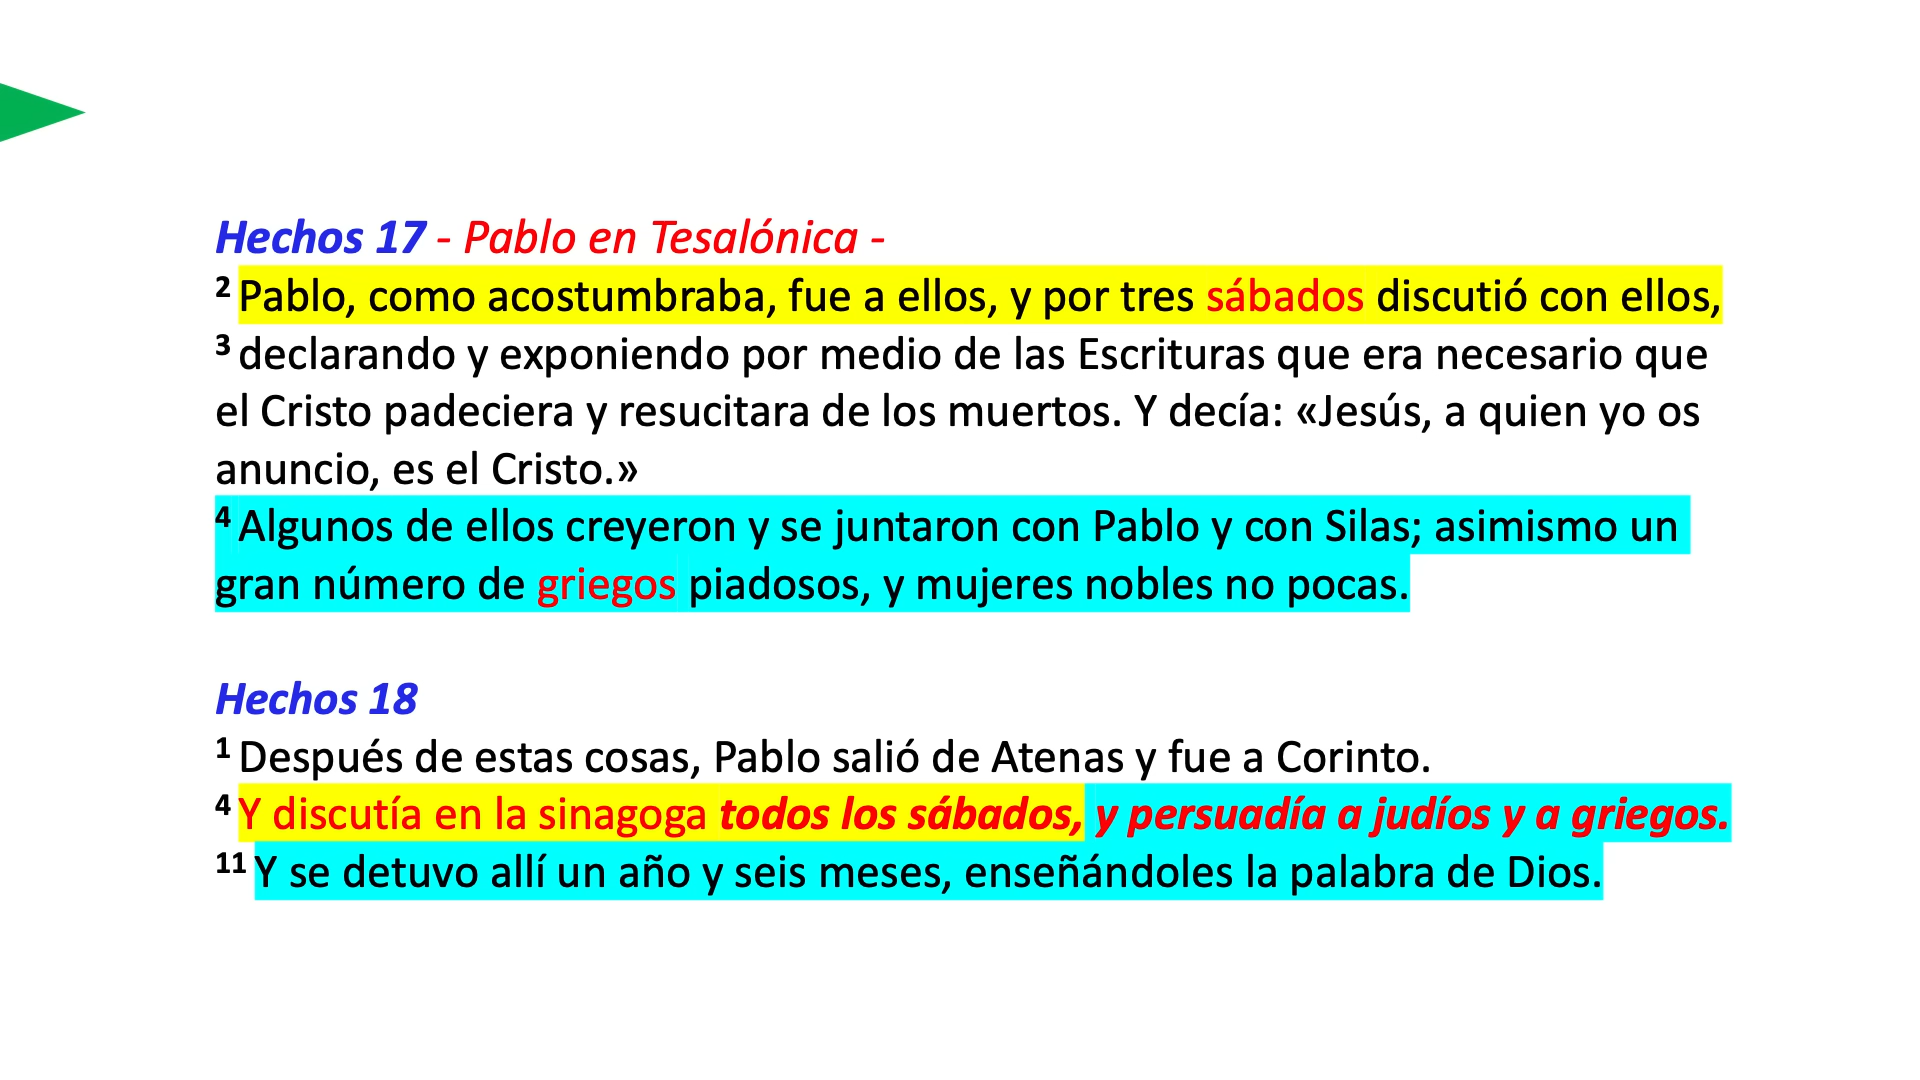 Hechos 17 - Pablo en Tesalónica -
2 Pablo, como acostumbraba, fue a ellos, y por tres sábados discutió con ellos,
3 declarando y exponiendo por medio de las Escrituras que era necesario que
el Cristo padeciera y resucitara de los muertos. Y decía: «Jesús, a quien yo os
anuncio, es el Cristo.»
4 Algunos de ellos creyeron y se juntaron con Pablo y con Silas; asimismo un
gran número de griegos piadosos, y mujeres nobles no pocas.
Hechos 18
1 Después de estas cosas, Pablo salió de Atenas y fue a Corinto.
4 Y discutía en la sinagoga todos los sábados, y persuadía a judíos y a griegos.
11 Y se detuvo allí un año y seis meses, enseñándoles la palabra de Dios.